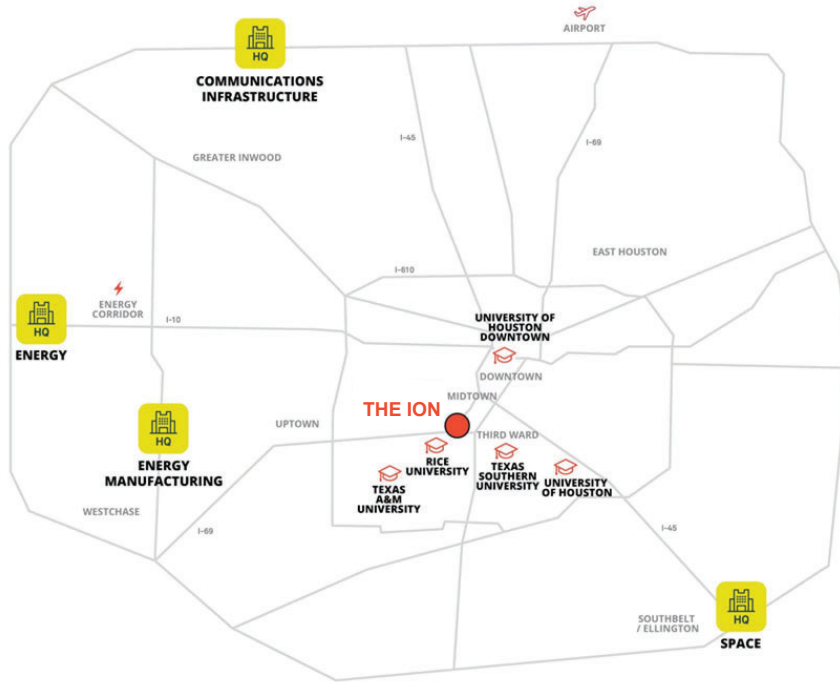 AIRPORT
HQ
COMMUNICATIONS
INFRASTRUCTURE
I-45
I-69
GREATER INWOOD
EAST HOUSTON
I-610
ENERGY
CORRIDOR
HQ
I-10
ENERGY
UNIVERSITY OF
HOUSTON
DOWNTOWN
DOWNTOWN
MIDTOWN
THE ION
UPTOWN
THIRD WARD
HQ
ENERGY
MANUFACTURING
RICE
UNIVERSITY
TEXAS
SOUTHERN
UNIVERSITY
UNIVERSITY
OF HOUSTON
TEXAS
A&M
UNIVERSITY
WESTCHASE
I-69
I-45
HQ
SOUTHBELT
/ ELLINGTON
SPACE